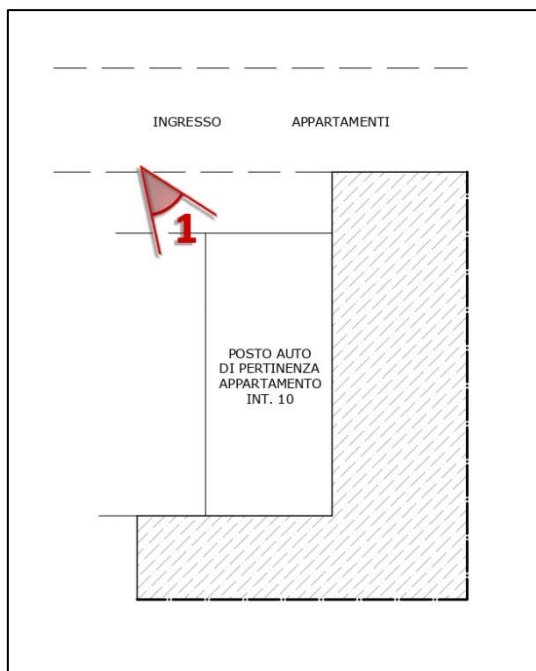 INGRESSO APPARTAMENTI
1
POSTO AUTO
DI PERTINENZA
APPARTAMENTO
INT. 10